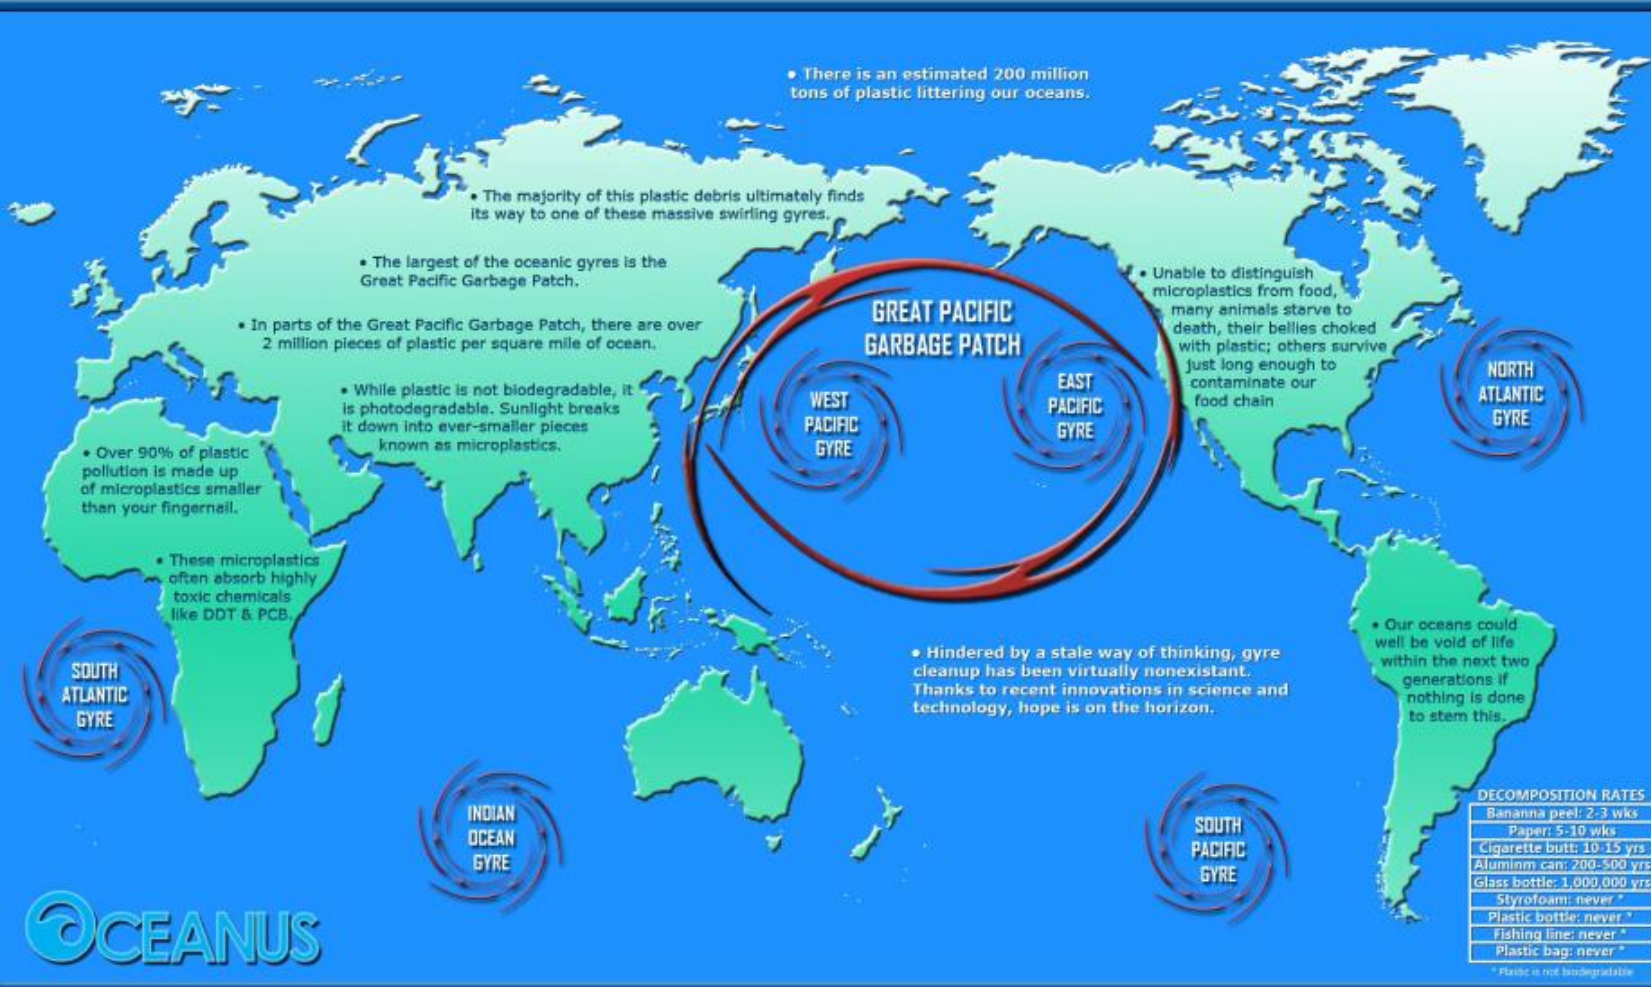 • There is an estimated 200 million
tons of plastic littering our oceans.
• The majority of this plastic debris ultimately finds
its way to one of these massive swirling gyres.
• The largest of the oceanic gyres is the
Great Pacific Garbage Patch.
• In parts of the Great Pacific Garbage Patch, there are over
2 million pieces of plastic per square mile of ocean.
• While plastic is not biodegradable, it
is photodegradable. Sunlight breaks
it down into ever-smaller pieces
known as microplastics.
• Over 90% of plastic
pollution is made up
of microplastics smaller
than your fingernail.
• These microplastics
often absorb highly
toxic chemicals
like DDT & PCB.
GREAT PACIFIC
GARBAGE PATCH
WEST
PACIFIC
GYRE
EAST
PACIFIC
GYRE
• Unable to distinguish
microplastics from food,
many animals starve to
death, their bellies choked
with plastic; others survive
just long enough to
contaminate our
food chain
NORTH
ATLANTIC
GYRE
SOUTH
ATLANTIC
GYRE
INDIAN
OCEAN
GYRE
• Hindered by a stale way of thinking, gyre
cleanup has been virtually nonexistant.
Thanks to recent innovations in science and
technology, hope is on the horizon.
SOUTH
PACIFIC
GYRE
• Our oceans could
well be void of life
within the next two
generations if
nothing is done
to stem this.
DECOMPOSITION RATES
Bananna peel: 2-3 wks
Paper: 5-10 wks
Cigarette butt: 10-15 yrs
Aluminm can: 200-500 yrs
Glass bottle: 1,000,000 yrs
Styrofoam: never *
Plastic bottle: never *
Fishing line: never *
Plastic bag: never *
* Plastic is not biodegradable
OCEANUS